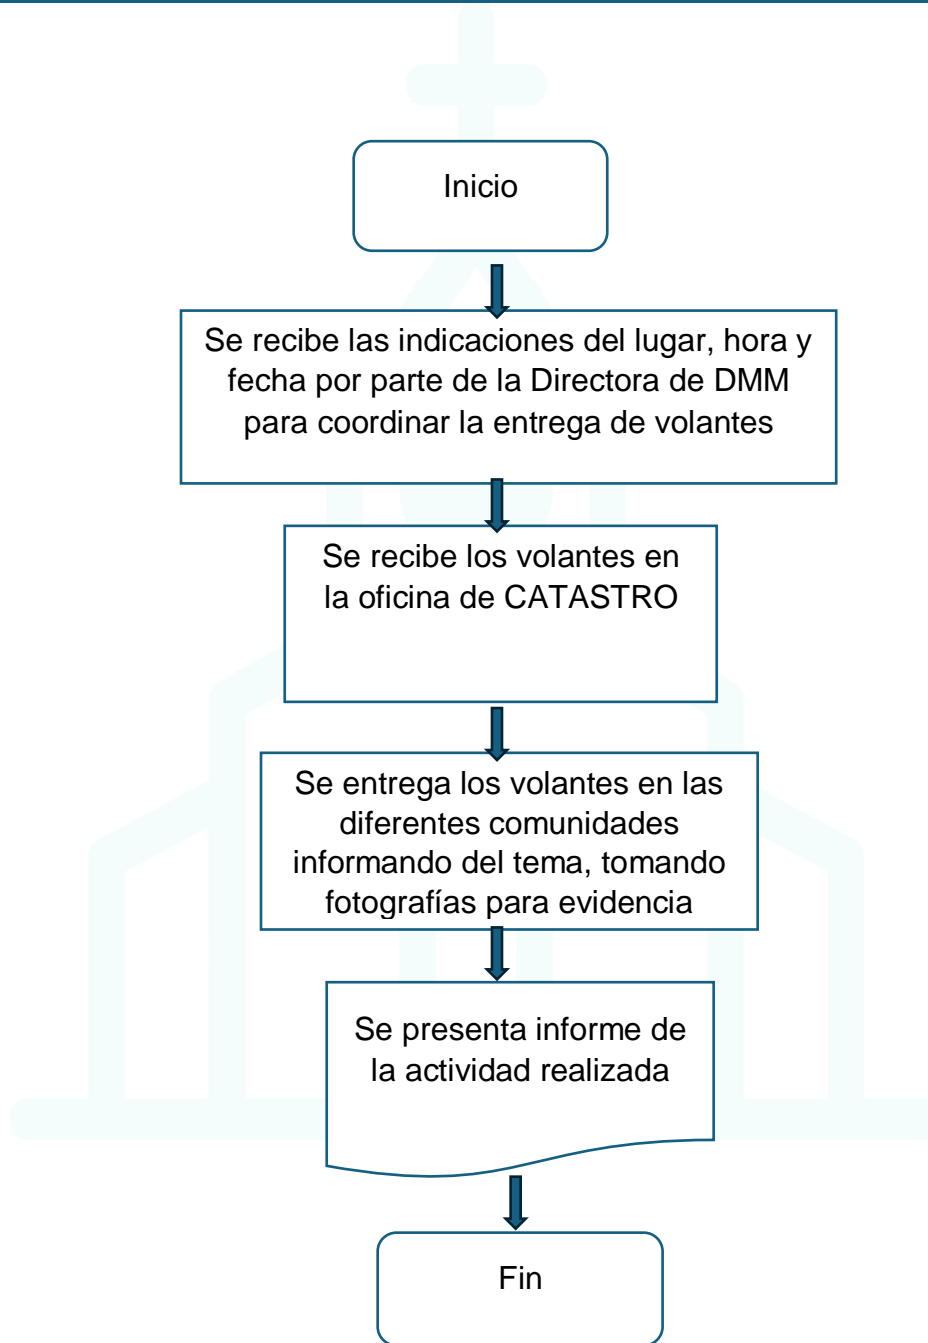 Inicio
Se recibe las indicaciones del lugar, hora y
fecha por parte de la Directora de DMM
para coordinar la entrega de volantes
Se recibe los volantes en
la oficina de CATASTRO
Se entrega los volantes en las
diferentes comunidades
informando del tema, tomando
fotografías para evidencia
Se presenta informe de
la actividad realizada
Fin